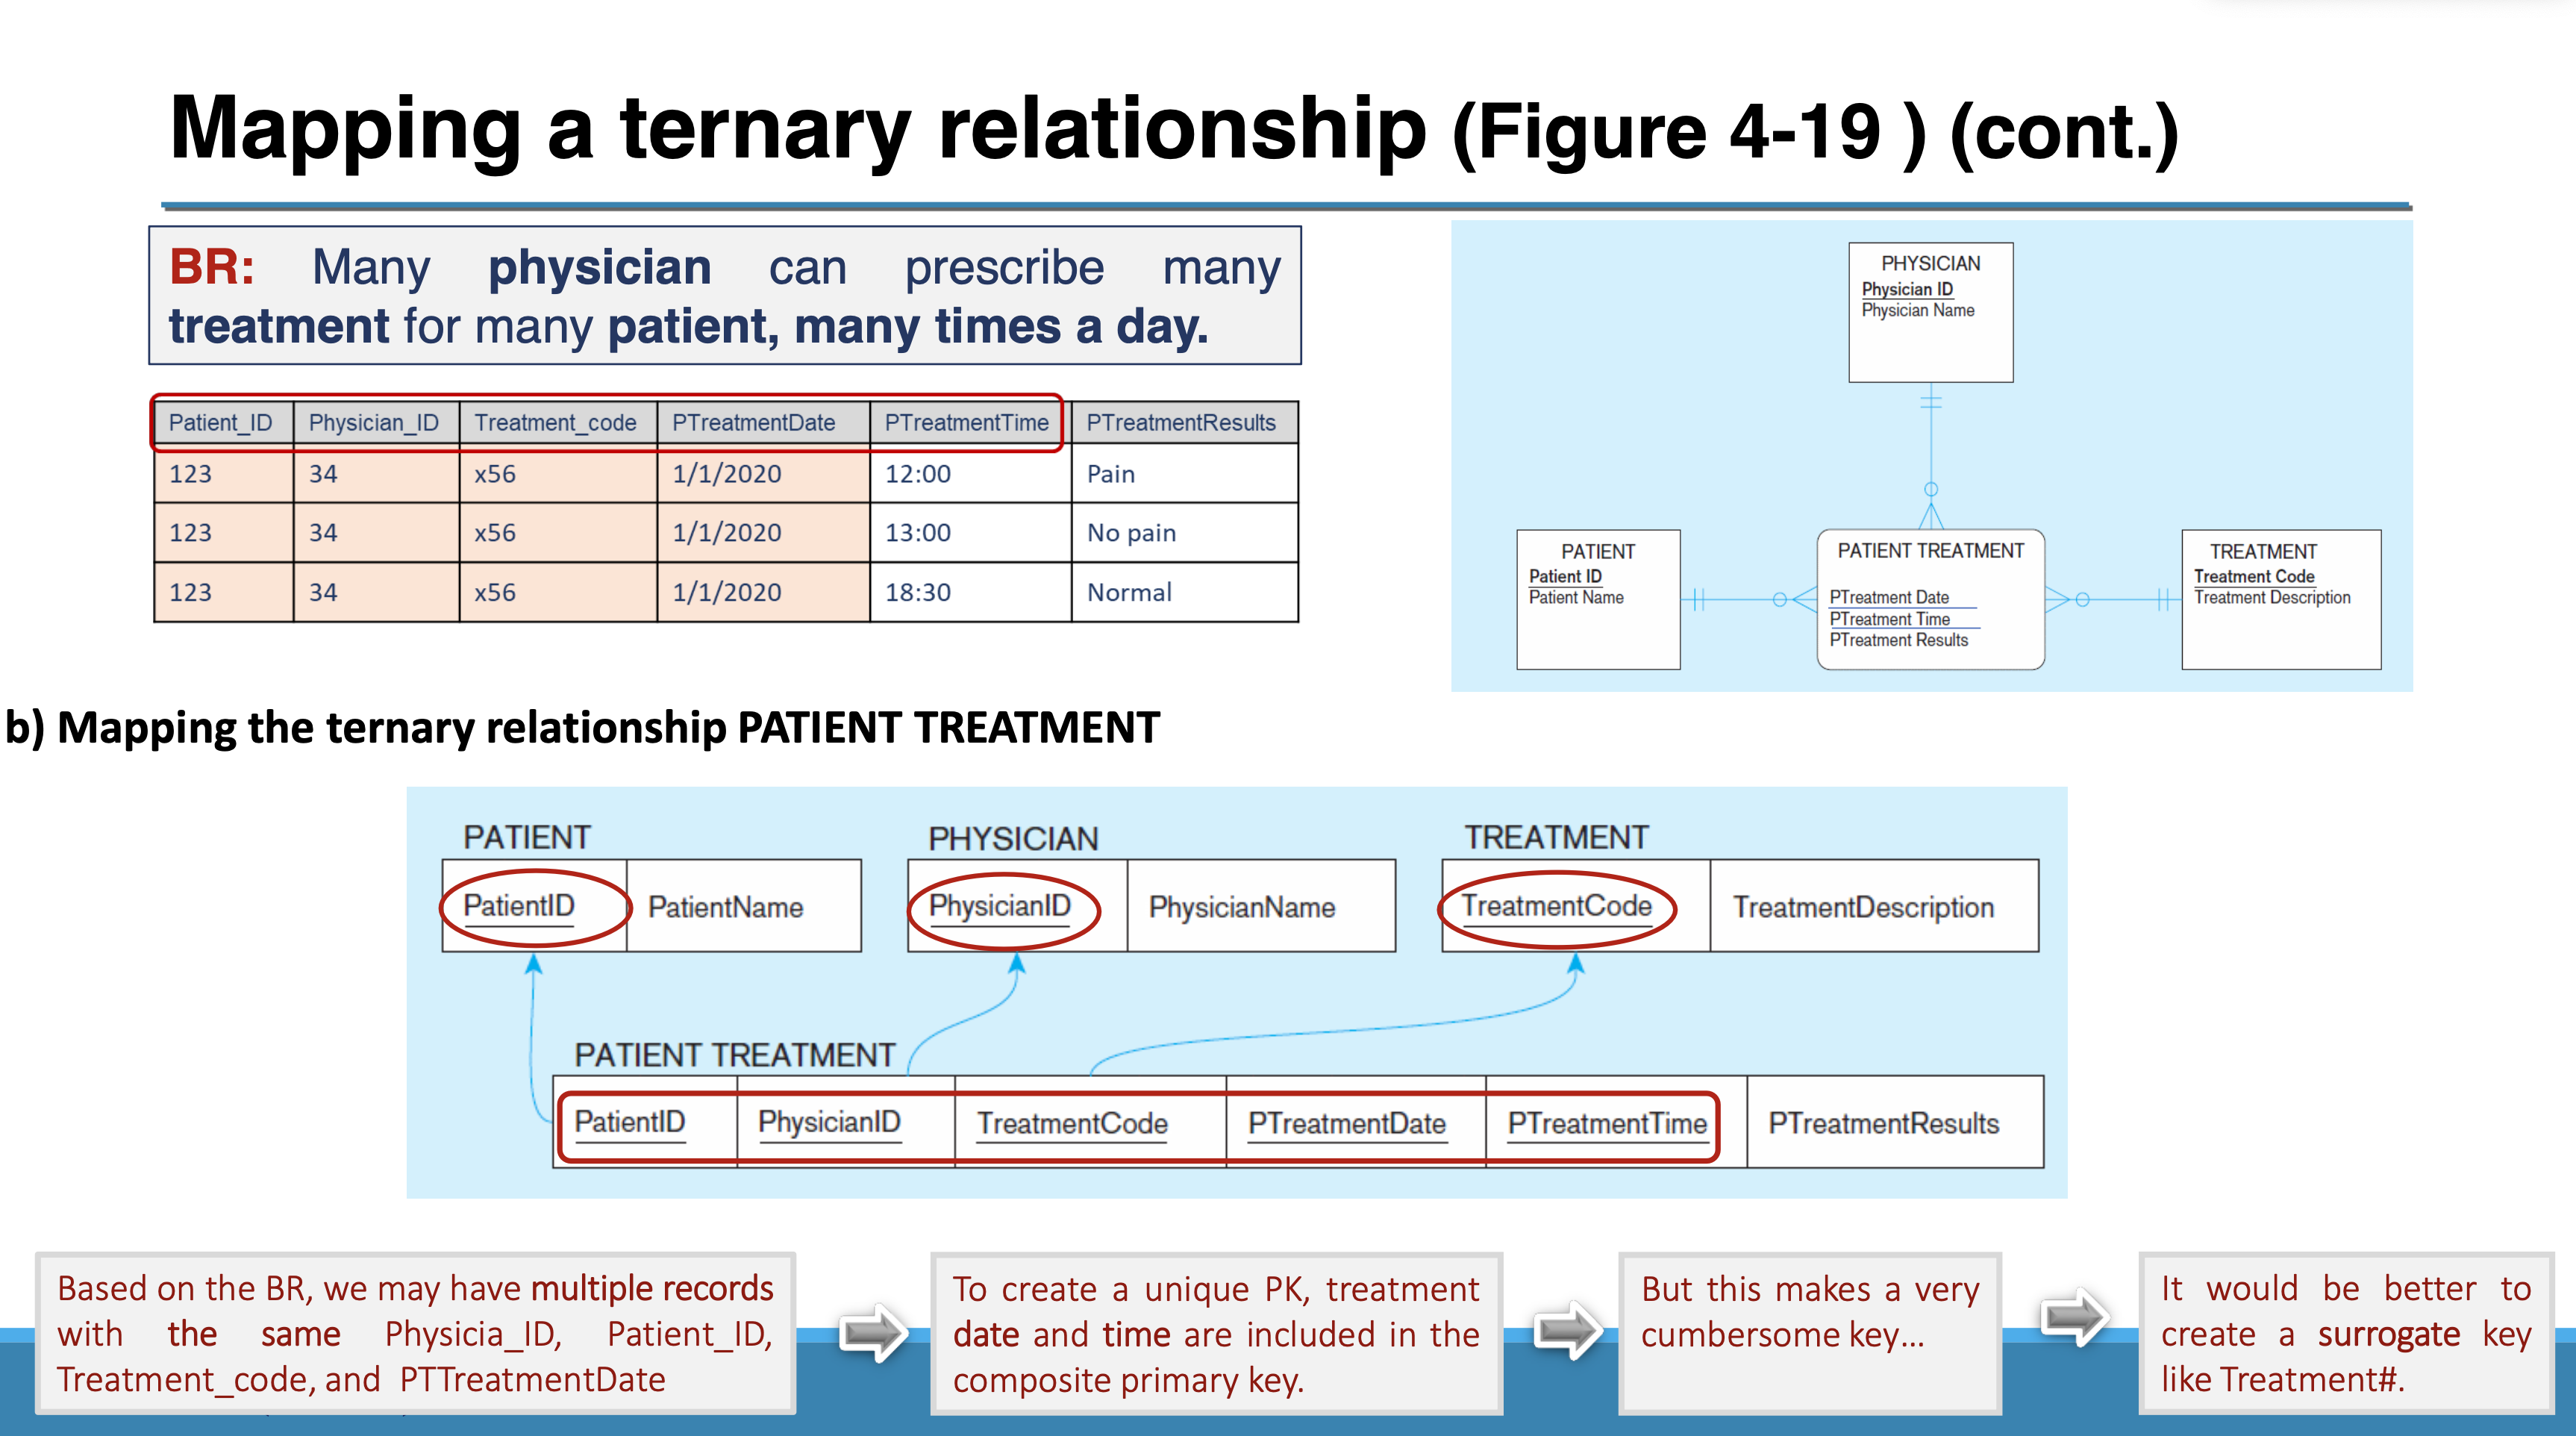 Mapping a ternary relationship (Figure 4-19 ) (cont.)
BR: Many physician can prescribe many
treatment for many patient, many times a day.
Patient_ID Physician_ID Treatment_code PTreatmentDate PTreatmentTime PTreatmentResults
123 34 x56 1/1/2020 12:00 Pain
123 34 x56 1/1/2020 13:00 No pain
123 34 x56 1/1/2020 18:30 Normal
PHYSICIAN
Physician ID
Physician Name
PATIENT
Patient ID
Patient Name
PATIENT TREATMENT
PTreatment Date
PTreatment Time
PTreatment Results
TREATMENT
Treatment Code
Treatment Description
b) Mapping the ternary relationship PATIENT TREATMENT
PATIENT
PatientID PatientName
PHYSICIAN
PhysicianID PhysicianName
TREATMENT
TreatmentCode TreatmentDescription
PATIENT TREATMENT
PatientID PhysicianID TreatmentCode PTreatmentDate PTreatmentTime PTreatmentResults
Based on the BR, we may have multiple records
with the same Physicia_ID, Patient_ID,
Treatment_code, and PTTreatmentDate
To create a unique PK, treatment
date and time are included in the
composite primary key.
But this makes a very
cumbersome key...
It would be better to
create a surrogate key
like Treatment#.